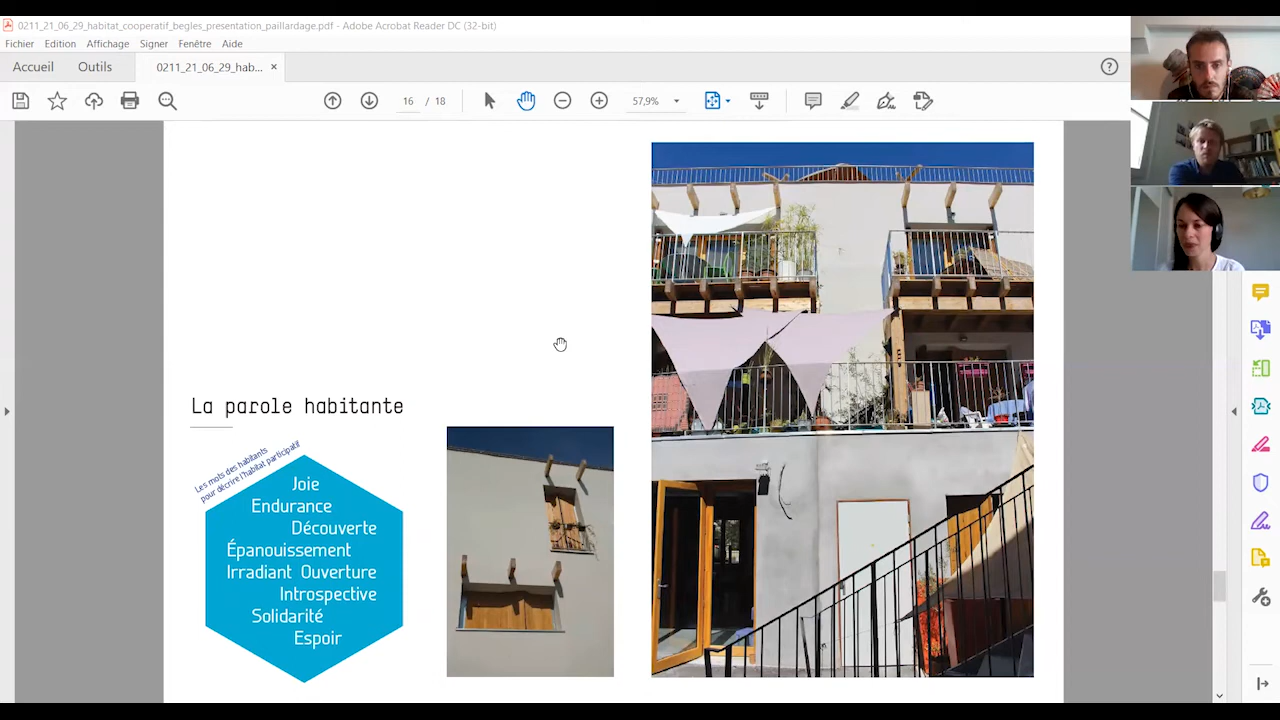 0211_21_06_29_habitat_cooperatif_begles_presentation_paillardage.pdf - Adobe Acrobat Reader DC (32-bit)
Fichier Edition Affichage Signer Fenêtre Aide
Accueil Outils 0211_21_06_29_hab... ×
16 / 18 57,9%
La parole habitante
Les mots des habitants
pour décrire l'habitat participatif
Joie
Endurance
Découverte
Épanouissement
Irradiant Ouverture
Introspective
Solidarité
Espoir